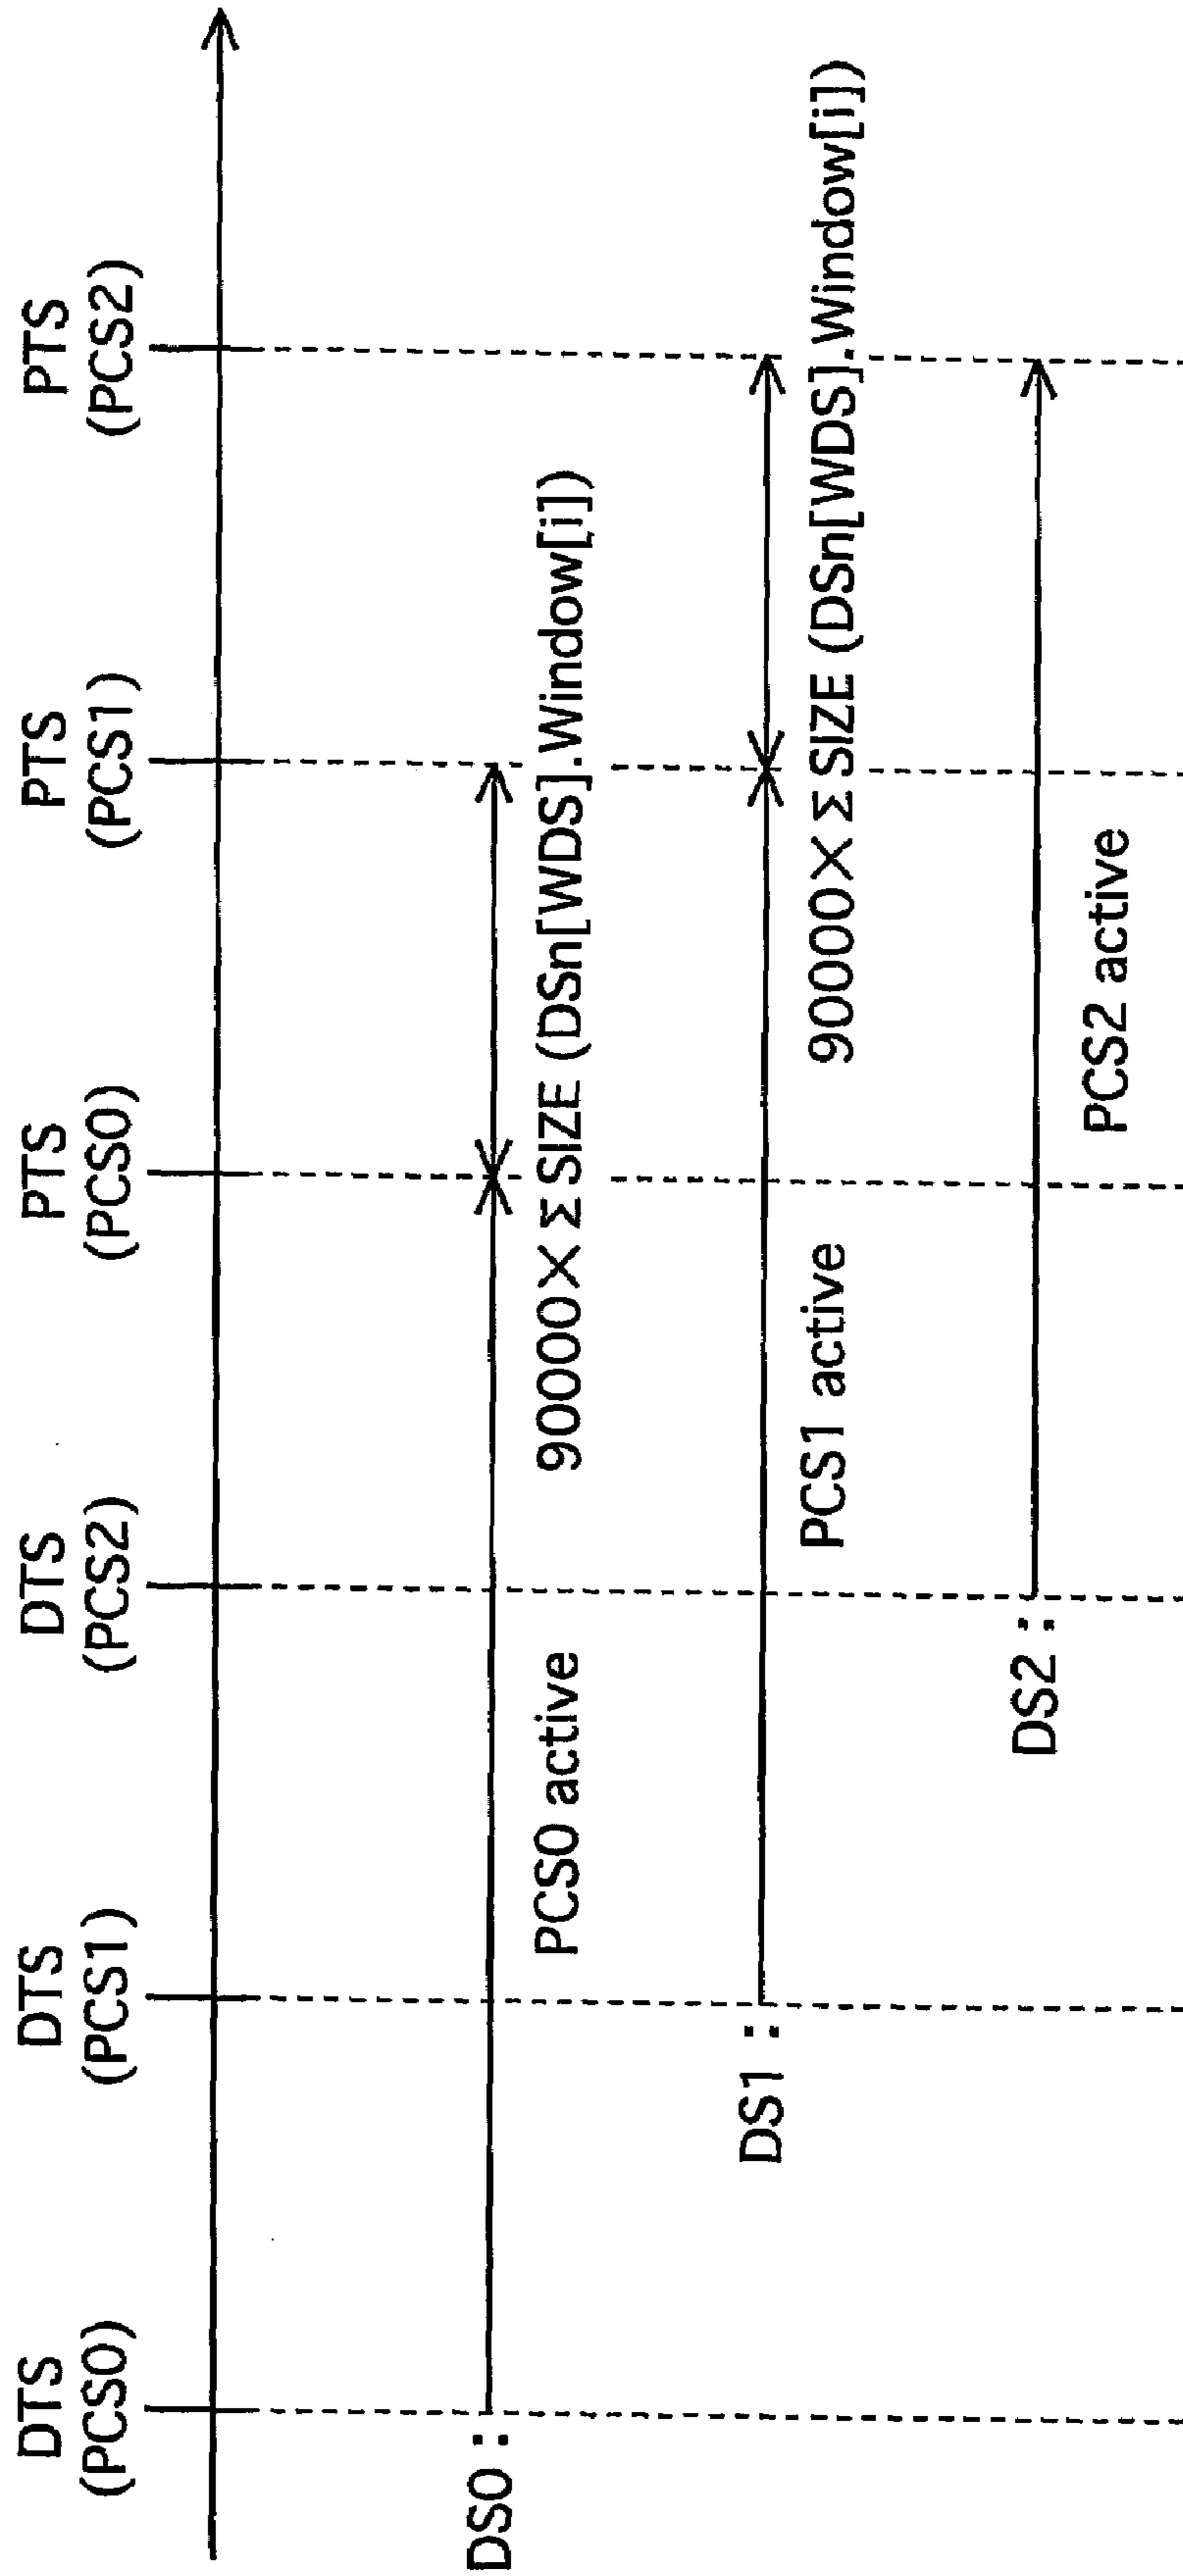 DTS
(PCS0)
DTS
(PCS1)
DTS
(PCS2)
PTS
(PCS0)
PTS
(PCS1)
PTS
(PCS2)
DS0 :
PCS0 active
90000×ΣSIZE (DSn[WDS].Window[i])
DS1 :
PCS1 active
90000×ΣSIZE (DSn[WDS].Window[i])
DS2 :
PCS2 active